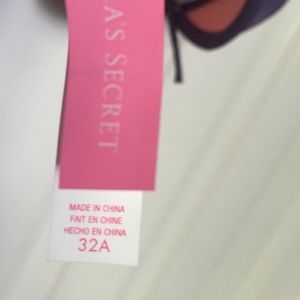 A'S SECRET
MADE IN CHINA
FAIT EN CHINE
HECHO EN CHINA
32A